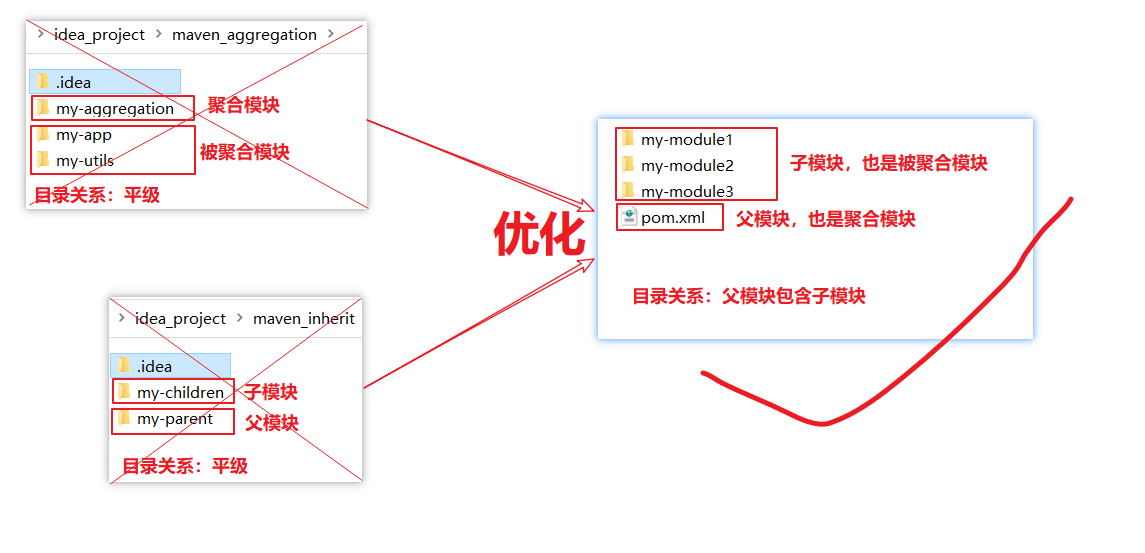 idea_project > maven_aggregation >
.idea
my-aggregation
聚合模块
my-app
my-utils
被聚合模块
目录关系：平级
idea_project > maven_inherit
.idea
my-children
子模块
my-parent
父模块
目录关系：平级
优化
my-module1
my-module2
my-module3
子模块，也是被聚合模块
pom.xml
父模块，也是聚合模块
目录关系：父模块包含子模块